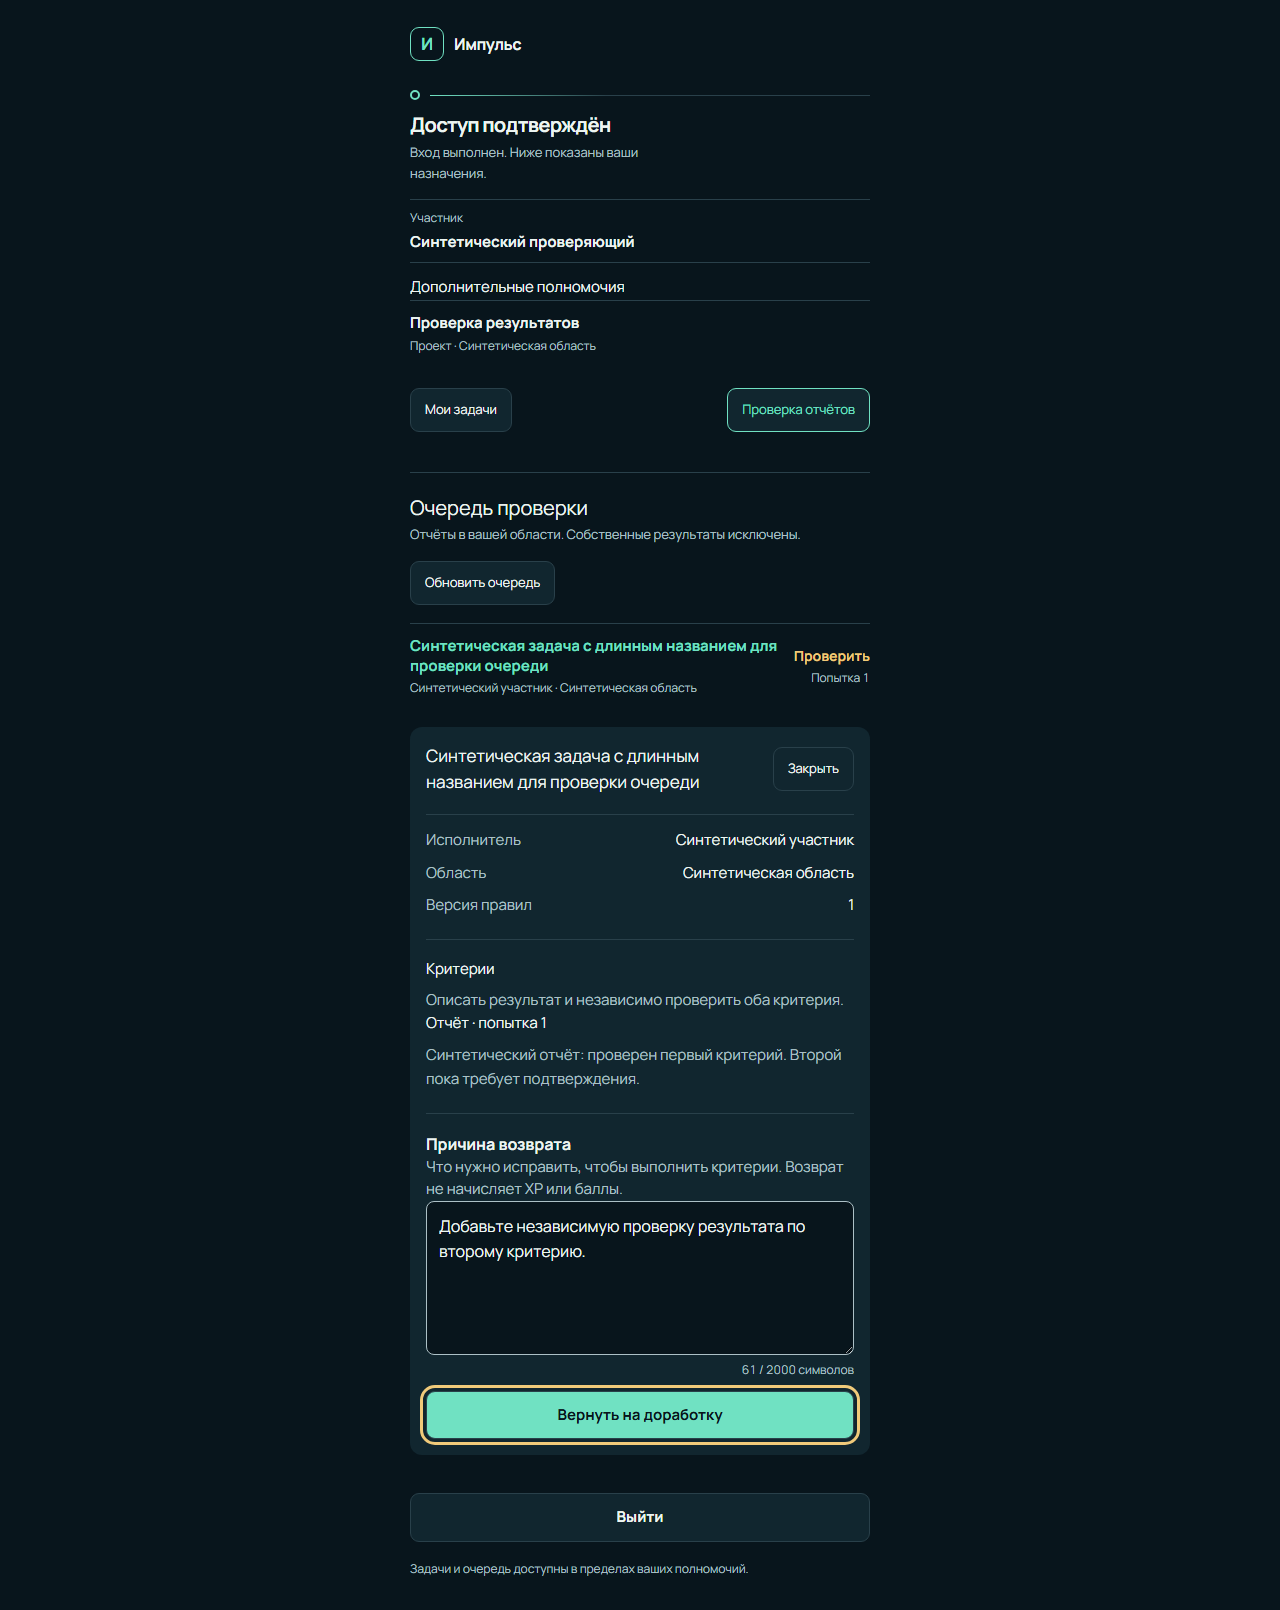 И Импульс
Доступ подтверждён
Вход выполнен. Ниже показаны ваши
назначения.
Участник
Синтетический проверяющий
Дополнительные полномочия
Проверка результатов
Проект · Синтетическая область
Мои задачи
Проверка отчётов
Очередь проверки
Отчёты в вашей области. Собственные результаты исключены.
Обновить очередь
Синтетическая задача с длинным названием для
проверки очереди
Синтетический участник · Синтетическая область
Проверить
Попытка 1
Синтетическая задача с длинным
названием для проверки очереди
Закрыть
Исполнитель Синтетический участник
Область Синтетическая область
Версия правил 1
Критерии
Описать результат и независимо проверить оба критерия.
Отчёт · попытка 1
Синтетический отчёт: проверен первый критерий. Второй
пока требует подтверждения.
Причина возврата
Что нужно исправить, чтобы выполнить критерии. Возврат
не начисляет XP или баллы.
Добавьте независимую проверку результата по
второму критерию.
61 / 2000 символов
Вернуть на доработку
Выйти
Задачи и очередь доступны в пределах ваших полномочий.